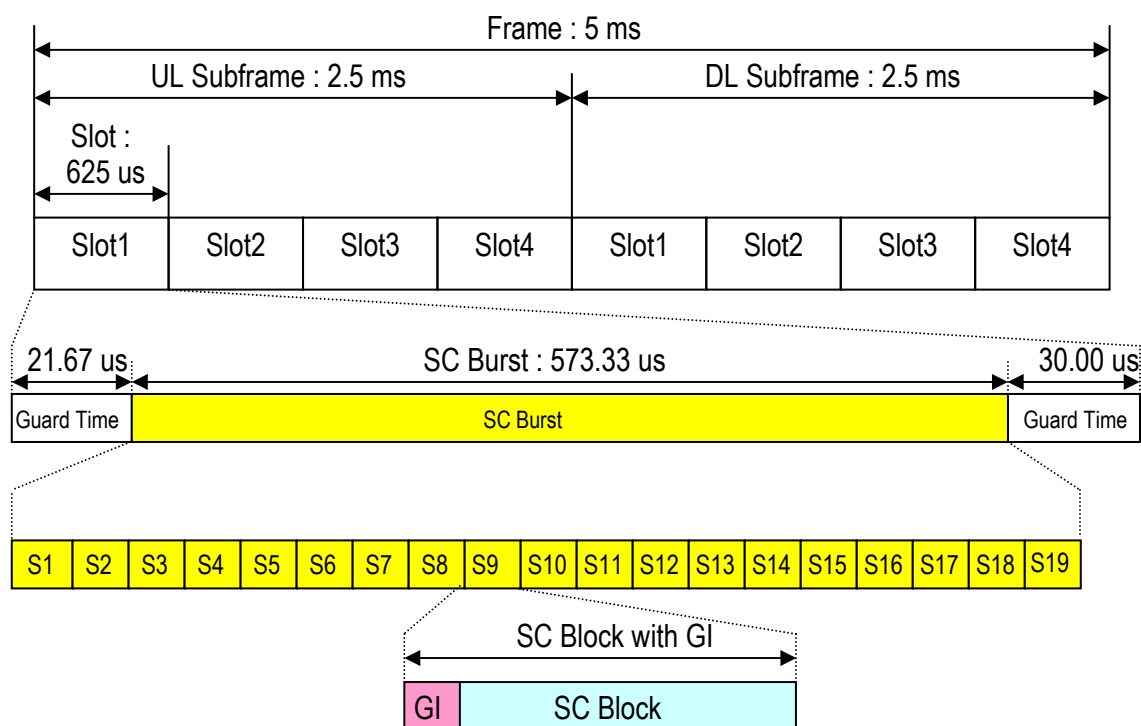 Frame : 5 ms
UL Subframe : 2.5 ms
DL Subframe : 2.5 ms
Slot :
625 us
Slot1 Slot2 Slot3 Slot4 Slot1 Slot2 Slot3 Slot4
21.67 us SC Burst : 573.33 us 30.00 us
Guard Time SC Burst Guard Time
S1 S2 S3 S4 S5 S6 S7 S8 S9 S10 S11 S12 S13 S14 S15 S16 S17 S18 S19
SC Block with GI
GI SC Block